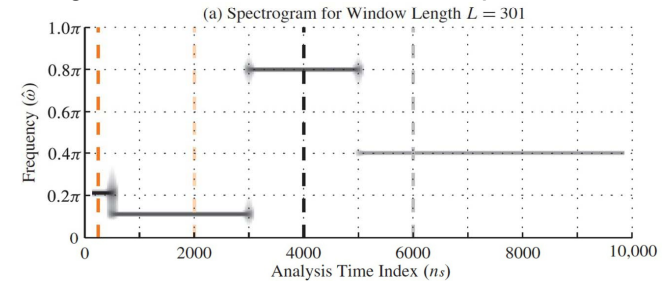 (a) Spectrogram for Window Length L = 301
1.0π
0.8π
0.6π
0.4π
0.2π
0
Frequency (ω̂)
0 2000 4000 6000 8000 10,000
Analysis Time Index (ns)